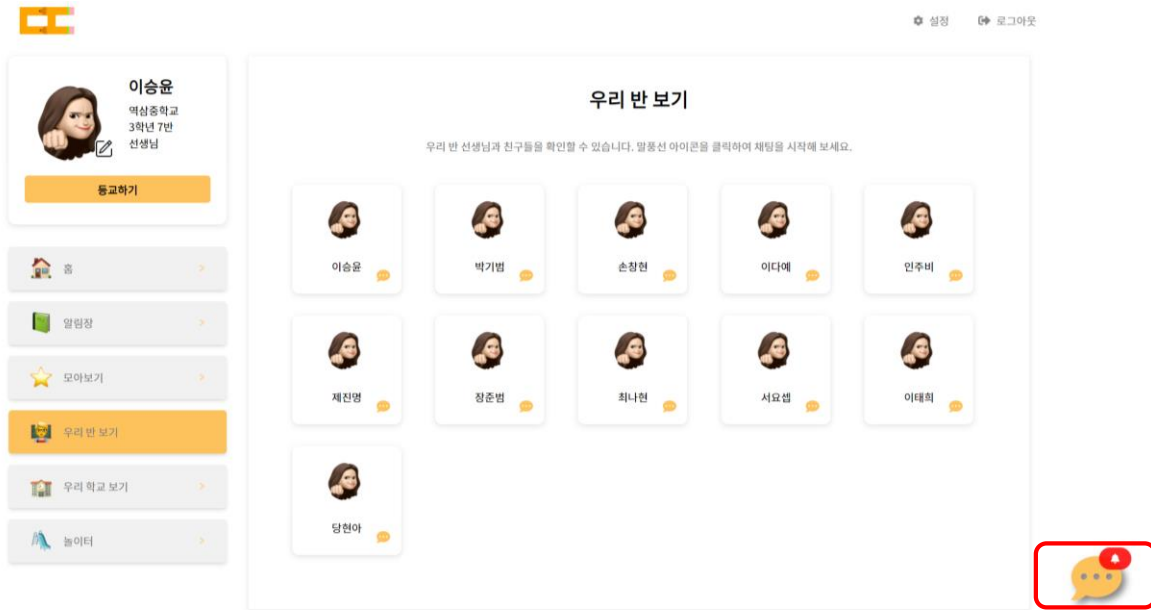 설정
로그아웃
이승윤
역삼중학교
3학년 7반
선생님
등교하기
홈
알림장
모아보기
우리 반 보기
우리 학교 보기
놀이터
우리 반 보기
우리 반 선생님과 친구들을 확인할 수 있습니다. 말풍선 아이콘을 클릭하여 채팅을 시작해 보세요.
이승윤
박기범
손창현
이다예
인주비
제진명
장준범
최나현
서요셉
이태희
당현아